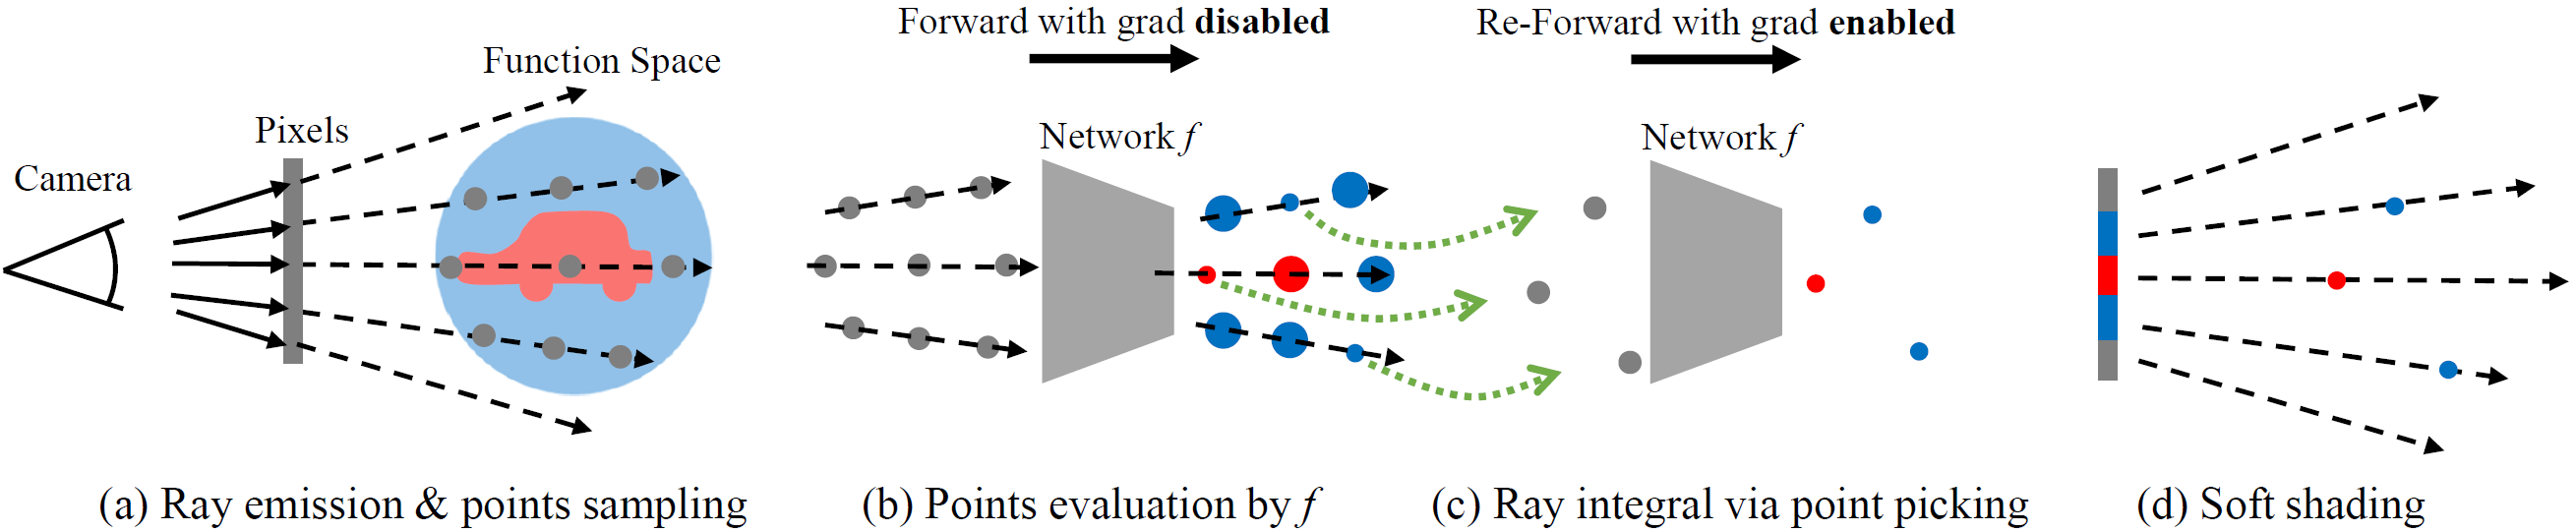 Forward with grad disabled
Re-Forward with grad enabled
Function Space
Pixels
Camera
Network f
Network f
(a) Ray emission & points sampling
(b) Points evaluation by f
(c) Ray integral via point picking
(d) Soft shading